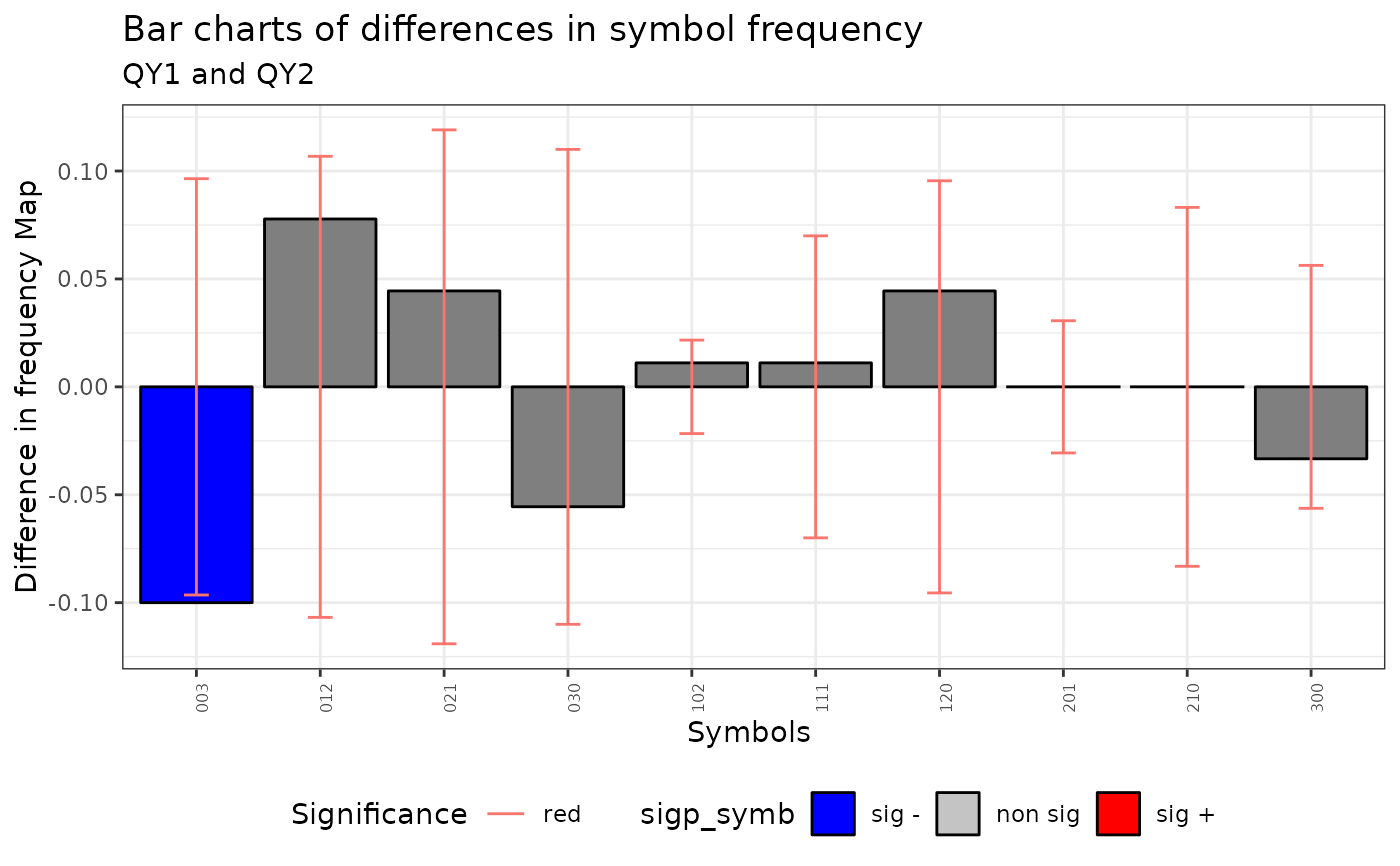 Bar charts of differences in symbol frequency
QY1 and QY2
Difference in frequency Map
0.10
0.05
0.00
-0.05
-0.10
003 012 021 030 102 111 120 201 210 300
Symbols
Significance red sigp_symb sig - non sig sig +